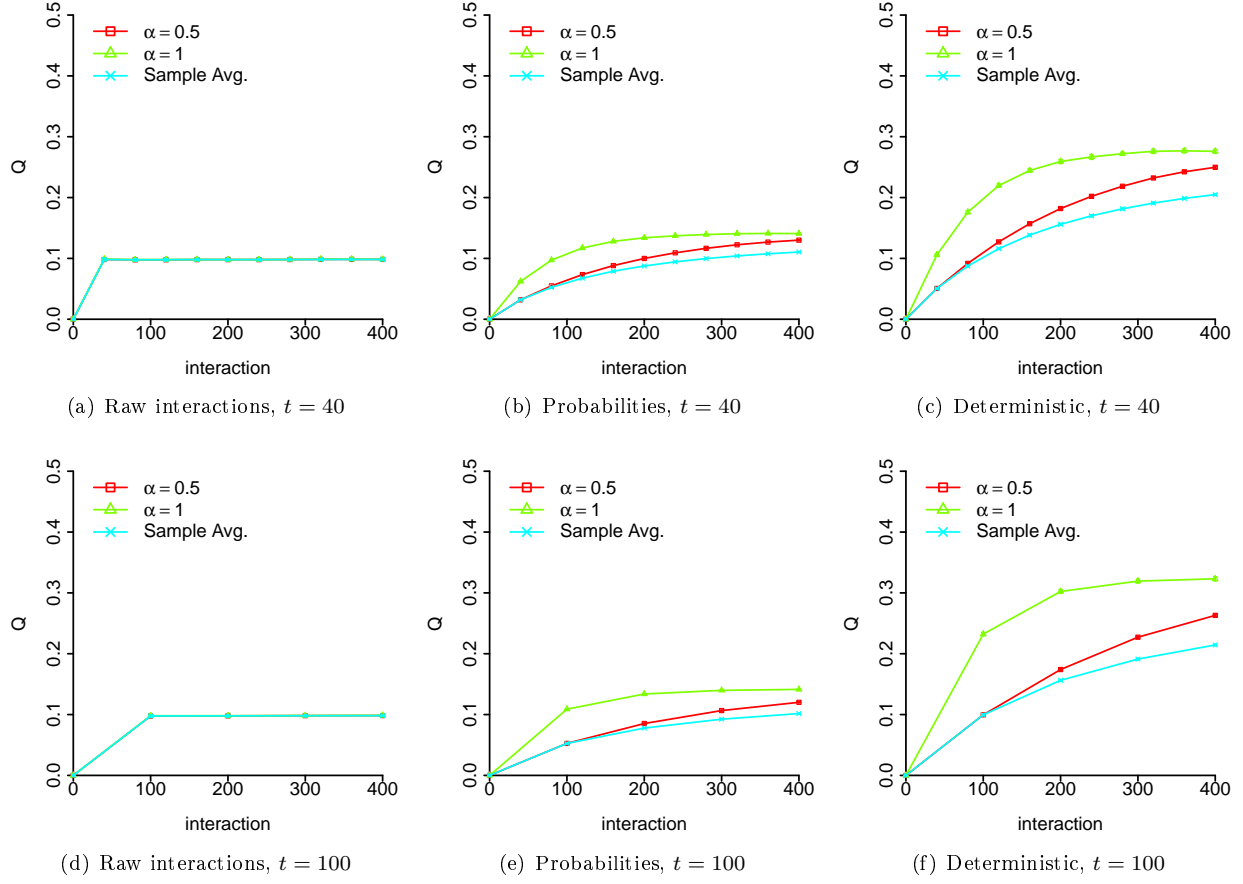 0.0 0.1 0.2 0.3 0.4 0.5
Q
α = 0.5
α = 1
Sample Avg.
0 100 200 300 400
interaction
(a) Raw interactions, t = 40
0.0 0.1 0.2 0.3 0.4 0.5
Q
α = 0.5
α = 1
Sample Avg.
0 100 200 300 400
interaction
(b) Probabilities, t = 40
0.0 0.1 0.2 0.3 0.4 0.5
Q
α = 0.5
α = 1
Sample Avg.
0 100 200 300 400
interaction
(c) Deterministic, t = 40
0.0 0.1 0.2 0.3 0.4 0.5
Q
α = 0.5
α = 1
Sample Avg.
0 100 200 300 400
interaction
(d) Raw interactions, t = 100
0.0 0.1 0.2 0.3 0.4 0.5
Q
α = 0.5
α = 1
Sample Avg.
0 100 200 300 400
interaction
(e) Probabilities, t = 100
0.0 0.1 0.2 0.3 0.4 0.5
Q
α = 0.5
α = 1
Sample Avg.
0 100 200 300 400
interaction
(f) Deterministic, t = 100